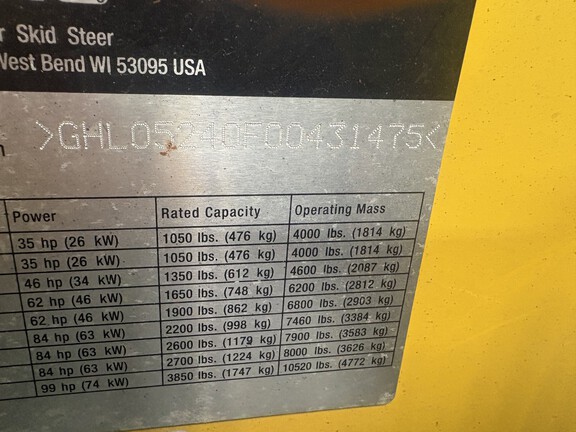 r Skid Steer
West Bend WI 53095 USA
>GHL05240FG0431475<
Power Rated Capacity Operating Mass
35 hp (26 kW) 1050 lbs. (476 kg) 4000 lbs. (1814 kg)
35 hp (26 kW) 1050 lbs. (476 kg) 4000 lbs. (1814 kg)
46 hp (34 kW) 1350 lbs. (612 kg) 4600 lbs. (2087 kg)
62 hp (46 kW) 1650 lbs. (748 kg) 6200 lbs. (2812 kg)
62 hp (46 kW) 1900 lbs. (862 kg) 6800 lbs. (2903 kg)
84 hp (63 kW) 2200 lbs. (998 kg) 7460 lbs. (3384 kg)
84 hp (63 kW) 2600 lbs. (1179 kg) 7900 lbs. (3583 kg)
84 hp (63 kW) 2700 lbs. (1224 kg) 8000 lbs. (3626 kg)
99 hp (74 kW) 3850 lbs. (1747 kg) 10520 lbs. (4772 kg)